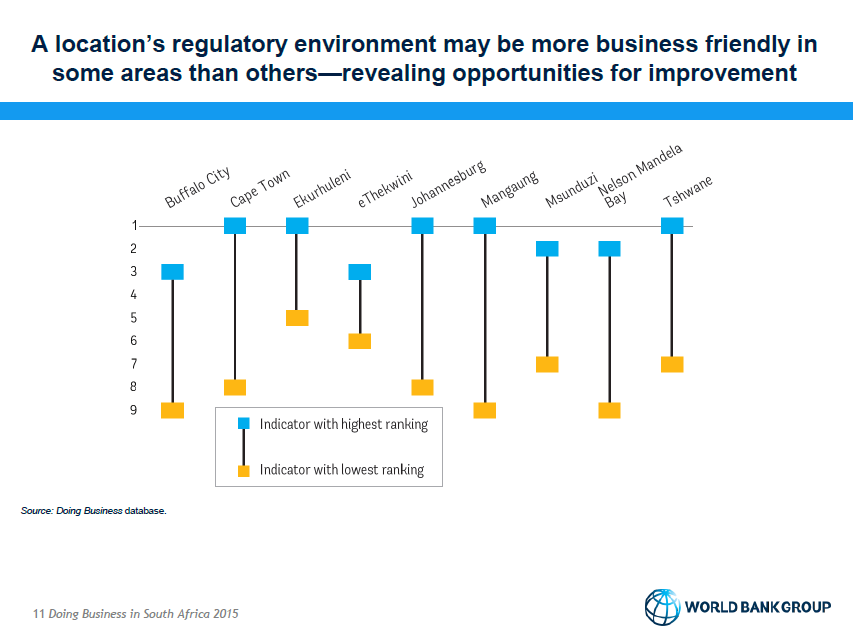 A location’s regulatory environment may be more business friendly in
some areas than others—revealing opportunities for improvement
Buffalo City
Cape Town
Ekurhuleni
eThekwini
Johannesburg
Mangaung
Msunduzi
Nelson Mandela
Bay
Tshwane
1
2
3
4
5
6
7
8
9
Indicator with highest ranking
Indicator with lowest ranking
Source: Doing Business database.
11 Doing Business in South Africa 2015
WORLD BANK GROUP